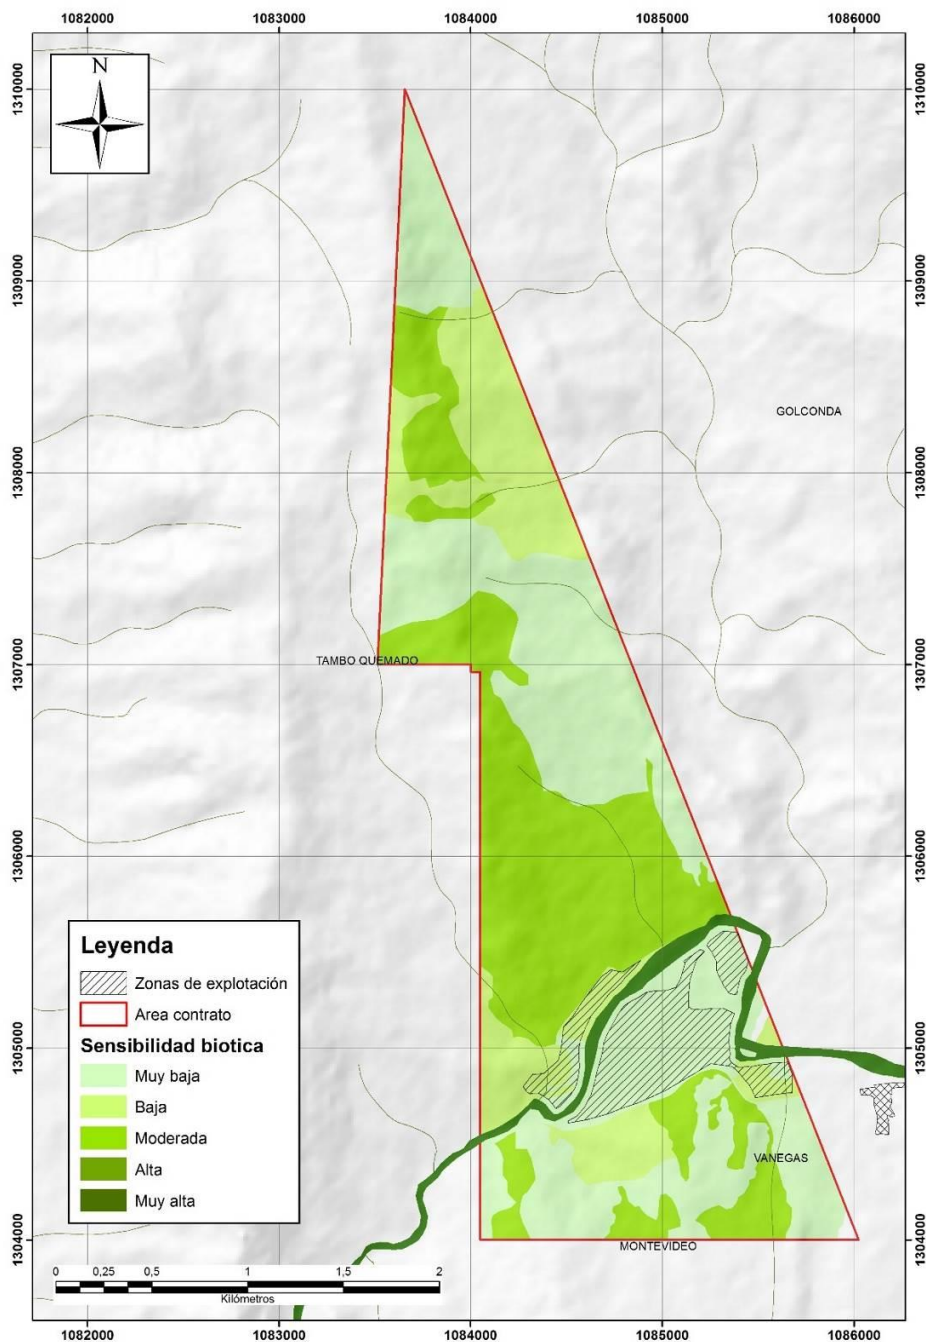 1082000 1083000 1084000 1085000 1086000
N
1310000 1310000
1309000 1309000
GOLCONDA
1308000 1308000
1307000 1307000
TAMBO QUEMADO
1306000 1306000
Leyenda
Zonas de explotación
Area contrato
Sensibilidad biotica
Muy baja
Baja
Moderada
Alta
Muy alta
1305000 1305000
VANEGAS
1304000 1304000
MONTEVIDEO
0 0,25 0,5 1 1,5 2
Kilómetros
1082000 1083000 1084000 1085000 1086000